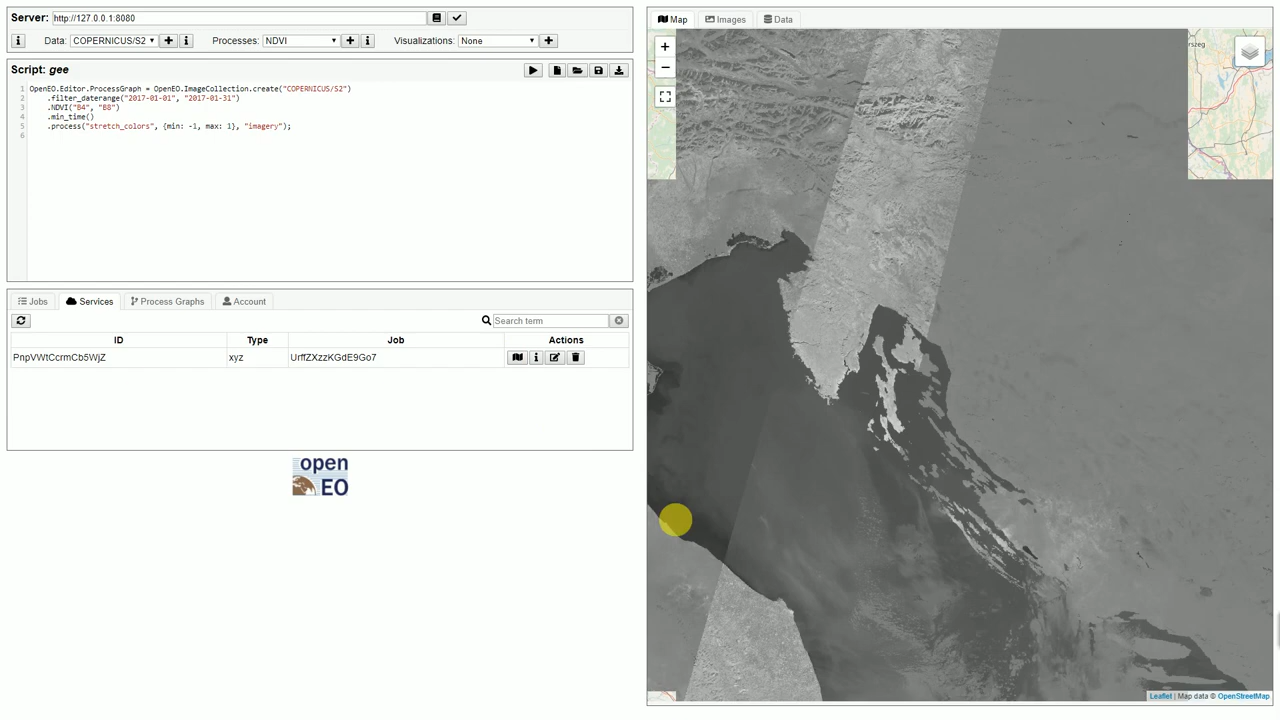 Server: http://127.0.0.1:8080
Data: COPERNICUS/S2 Processes: NDVI Visualizations: None
Script: gee
1 OpenEO.Editor.ProcessGraph = OpenEO.ImageCollection.create("COPERNICUS/S2")
2 .filter_daterange("2017-01-01", "2017-01-31")
3 .NDVI("B4", "B8")
4 .min_time()
5 .process("stretch_colors", {min: -1, max: 1}, "imagery");
6
Jobs Services Process Graphs Account
Search term
ID Type Job Actions
PnpVWtCcrmCb5WjZ xyz UrffZXzzKGdE9Go7
open
EO
Map Images Data
+
−
rszeg
Leaflet | Map data © OpenStreetMap